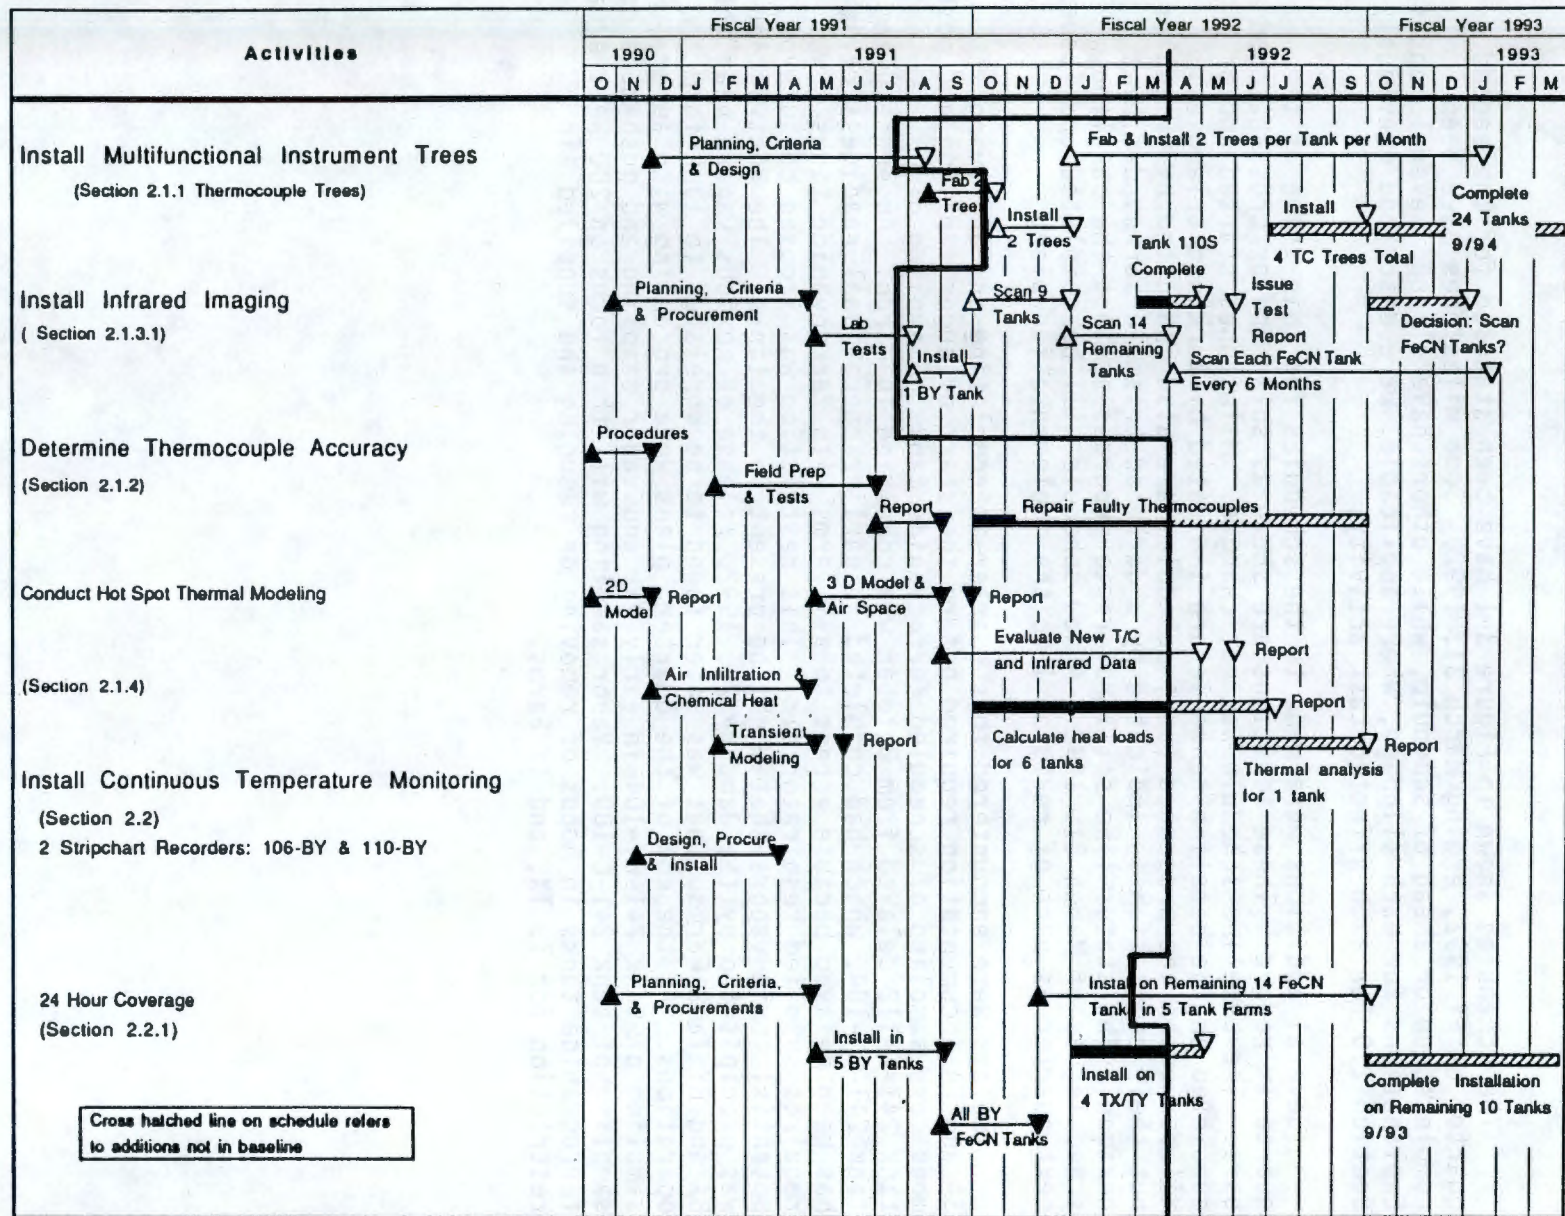 Activities
Fiscal Year 1991
Fiscal Year 1992
Fiscal Year 1993
1990
1991
1992
1993
O N D J F M A M J J A S O N D J F M A M J J A S O N D J F M
Install Multifunctional Instrument Trees
(Section 2.1.1 Thermocouple Trees)
Planning, Criteria
& Design
Fab 2
Trees
Install
2 Trees
Fab & Install 2 Trees per Tank per Month
Install
4 TC Trees Total
Complete
24 Tanks
9/94
Install Infrared Imaging
( Section 2.1.3.1)
Planning, Criteria
& Procurement
Lab
Tests
Install
1 BY Tank
Scan 9
Tanks
Scan 14
Remaining
Tanks
Tank 110S
Complete
Issue
Test
Report
Scan Each FeCN Tank
Every 6 Months
Decision: Scan
FeCN Tanks?
Determine Thermocouple Accuracy
(Section 2.1.2)
Procedures
Field Prep
& Tests
Report
Repair Faulty Thermocouples
Conduct Hot Spot Thermal Modeling
(Section 2.1.4)
2D
Model
Report
3 D Model &
Air Space
Report
Evaluate New T/C
and Infrared Data
Report
Air Infiltration &
Chemical Heat
Calculate heat loads
for 6 tanks
Report
Transient
Modeling
Report
Thermal analysis
for 1 tank
Report
Install Continuous Temperature Monitoring
(Section 2.2)
2 Stripchart Recorders: 106-BY & 110-BY
Design, Procure
& Install
24 Hour Coverage
(Section 2.2.1)
Planning, Criteria,
& Procurements
Install in
5 BY Tanks
All BY
FeCN Tanks
Install on Remaining 14 FeCN
Tank in 5 Tank Farms
Install on
4 TX/TY Tanks
Complete Installation
on Remaining 10 Tanks
9/93
Cross hatched line on schedule refers
to additions not in baseline